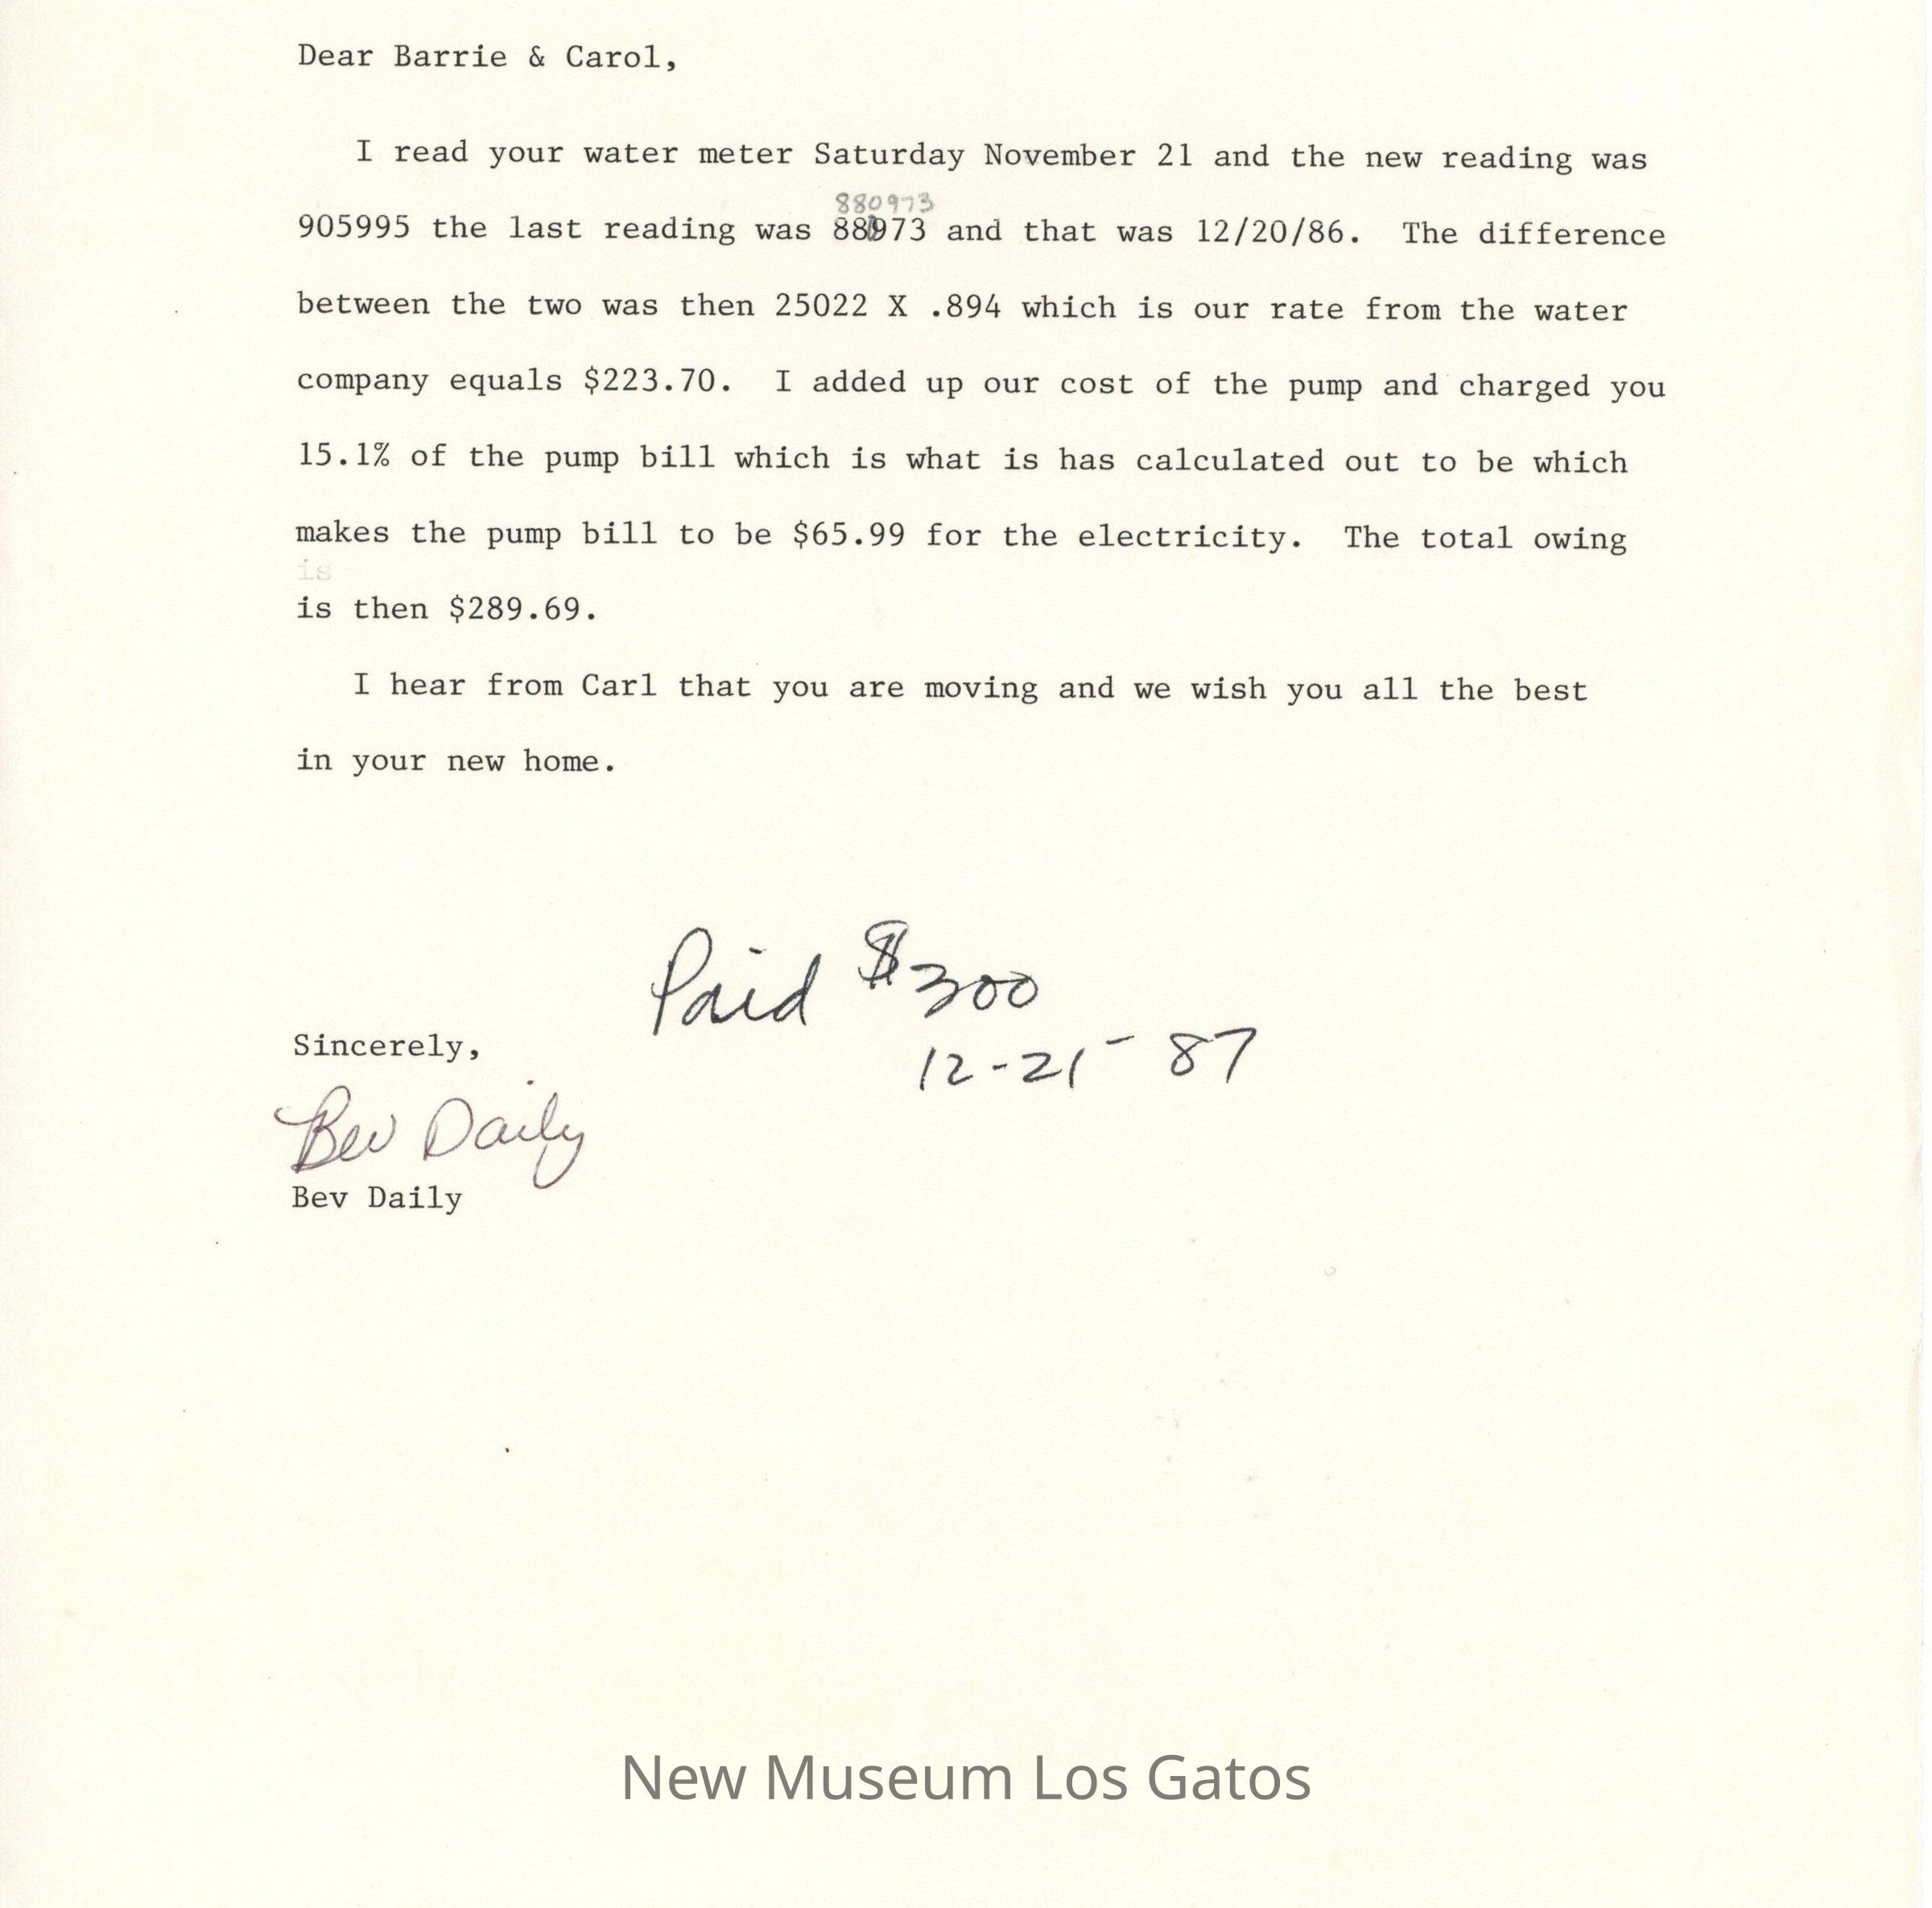 Dear Barrie & Carol,
I read your water meter Saturday November 21 and the new reading was
880973
905995 the last reading was 880973 and that was 12/20/86. The difference
between the two was then 25022 X .894 which is our rate from the water
company equals $223.70. I added up our cost of the pump and charged you
15.1% of the pump bill which is what is has calculated out to be which
makes the pump bill to be $65.99 for the electricity. The total owing
is
is then $289.69.
I hear from Carl that you are moving and we wish you all the best
in your new home.
Paid $300
12-21-87
Sincerely,
Bev Daily
Bev Daily
New Museum Los Gatos